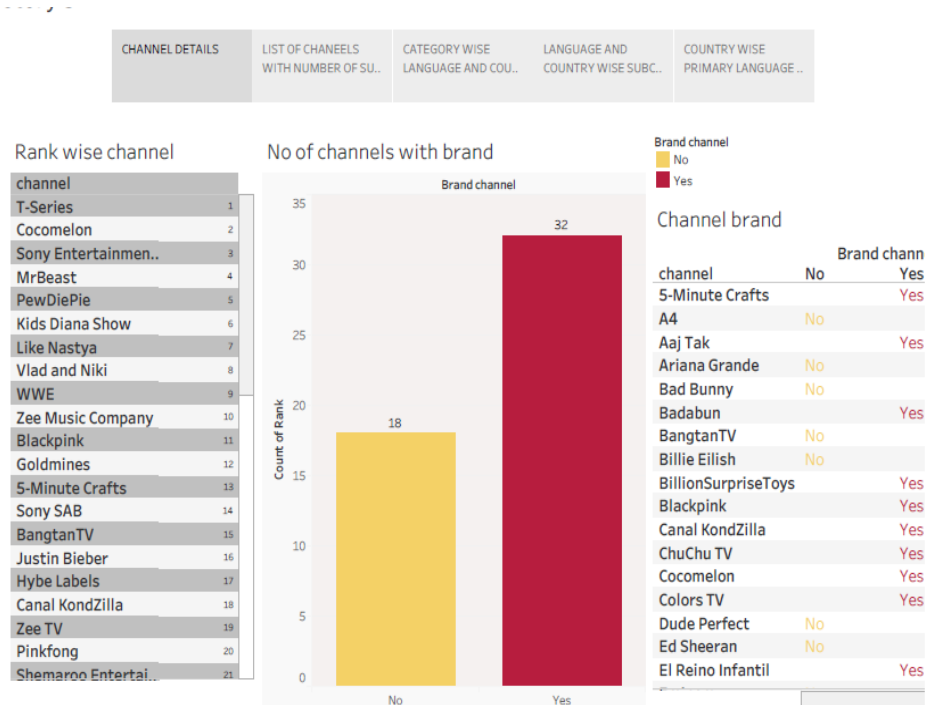 CHANNEL DETAILS
LIST OF CHANEELS
WITH NUMBER OF SU..
CATEGORY WISE
LANGUAGE AND COU..
LANGUAGE AND
COUNTRY WISE SUBC..
COUNTRY WISE
PRIMARY LANGUAGE ..
Rank wise channel
channel
T-Series 1
Cocomelon 2
Sony Entertainmen.. 3
MrBeast 4
PewDiePie 5
Kids Diana Show 6
Like Nastya 7
Vlad and Niki 8
WWE 9
Zee Music Company 10
Blackpink 11
Goldmines 12
5-Minute Crafts 13
Sony SAB 14
BangtanTV 15
Justin Bieber 16
Hybe Labels 17
Canal KondZilla 18
Zee TV 19
Pinkfong 20
Shemaroo Entertai.. 21
No of channels with brand
Brand channel
35
30
25
20
15
10
5
0
Count of Rank
18
32
No
Yes
Brand channel
No
Yes
Channel brand
Brand chann
channel No Yes
5-Minute Crafts Yes
A4 No
Aaj Tak Yes
Ariana Grande No
Bad Bunny No
Badabun Yes
BangtanTV No
Billie Eilish No
BillionSurpriseToys Yes
Blackpink Yes
Canal KondZilla Yes
ChuChu TV Yes
Cocomelon Yes
Colors TV Yes
Dude Perfect No
Ed Sheeran No
El Reino Infantil Yes